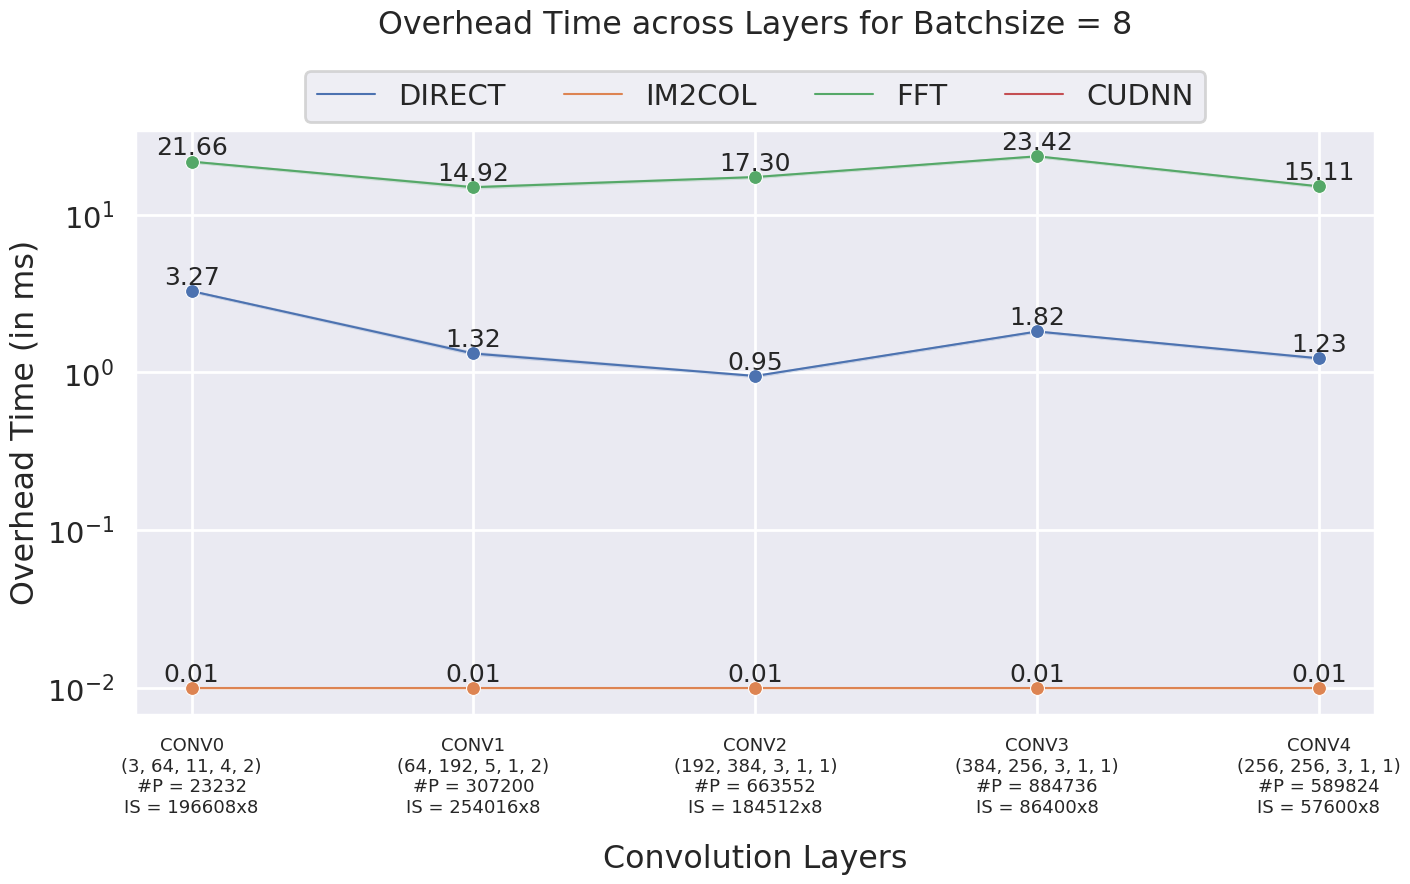 Overhead Time across Layers for Batchsize = 8
DIRECT IM2COL FFT CUDNN
21.66 14.92 17.30 23.42 15.11
10¹
3.27 1.32 0.95 1.82 1.23
10⁰
10⁻¹
0.01 0.01 0.01 0.01 0.01
10⁻²
Overhead Time (in ms)
CONV0 CONV1 CONV2 CONV3 CONV4
(3, 64, 11, 4, 2) (64, 192, 5, 1, 2) (192, 384, 3, 1, 1) (384, 256, 3, 1, 1) (256, 256, 3, 1, 1)
#P = 23232 #P = 307200 #P = 663552 #P = 884736 #P = 589824
IS = 196608x8 IS = 254016x8 IS = 184512x8 IS = 86400x8 IS = 57600x8
Convolution Layers